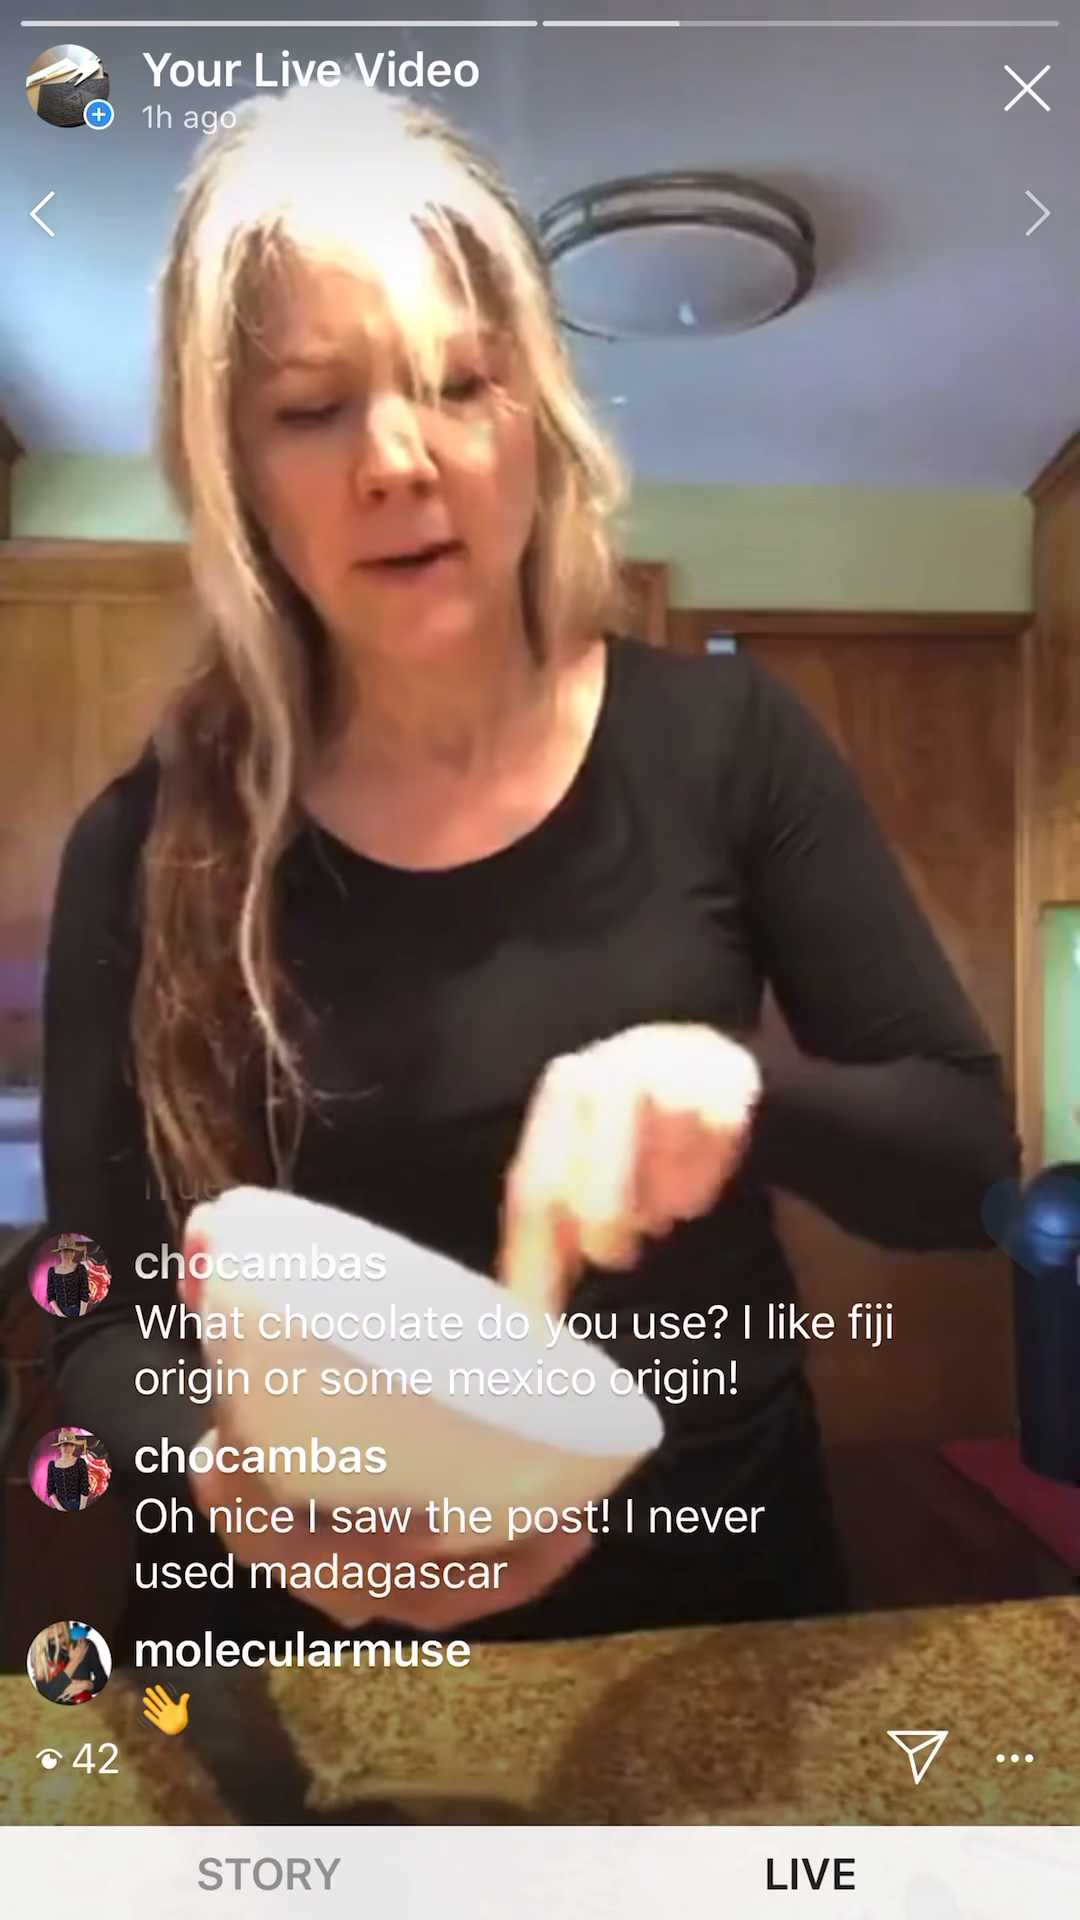 Your Live Video
1h ago
chocambas
What chocolate do you use? I like fiji
origin or some mexico origin!
chocambas
Oh nice I saw the post! I never
used madagascar
molecularmuse
👋
42
STORY
LIVE